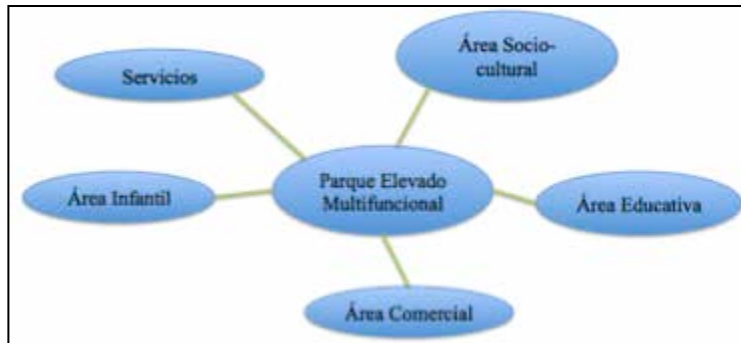 Área Socio-
cultural
Servicios
Parque Elevado
Multifuncional
Área Infantil
Área Educativa
Área Comercial